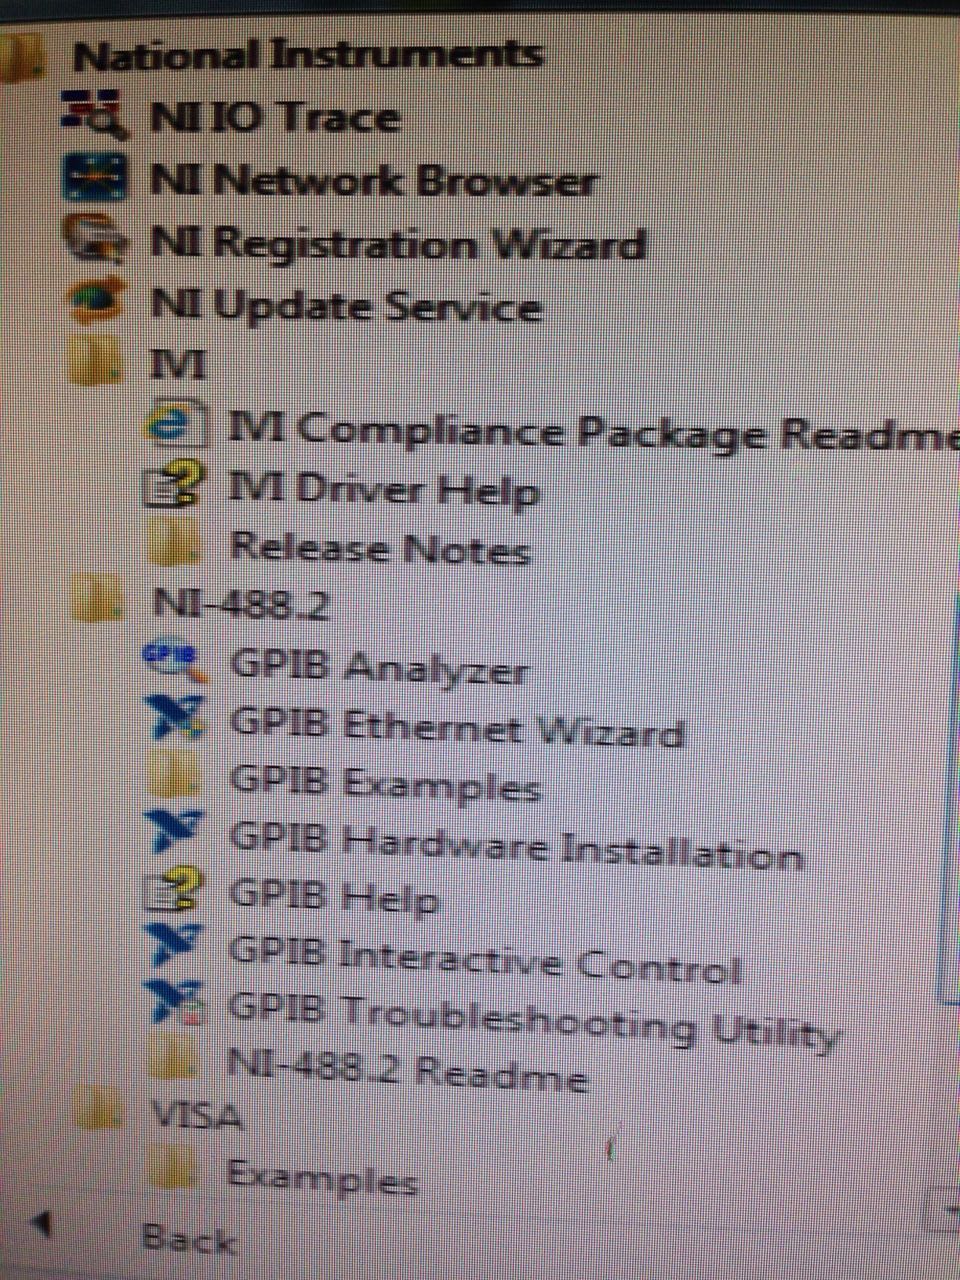 National Instruments
NI IO Trace
NI Network Browser
NI Registration Wizard
NI Update Service
IVI
IVI Compliance Package Readme
IVI Driver Help
Release Notes
NI-488.2
GPIB Analyzer
GPIB Ethernet Wizard
GPIB Examples
GPIB Hardware Installation
GPIB Help
GPIB Interactive Control
GPIB Troubleshooting Utility
NI-488.2 Readme
VISA
Examples
Back